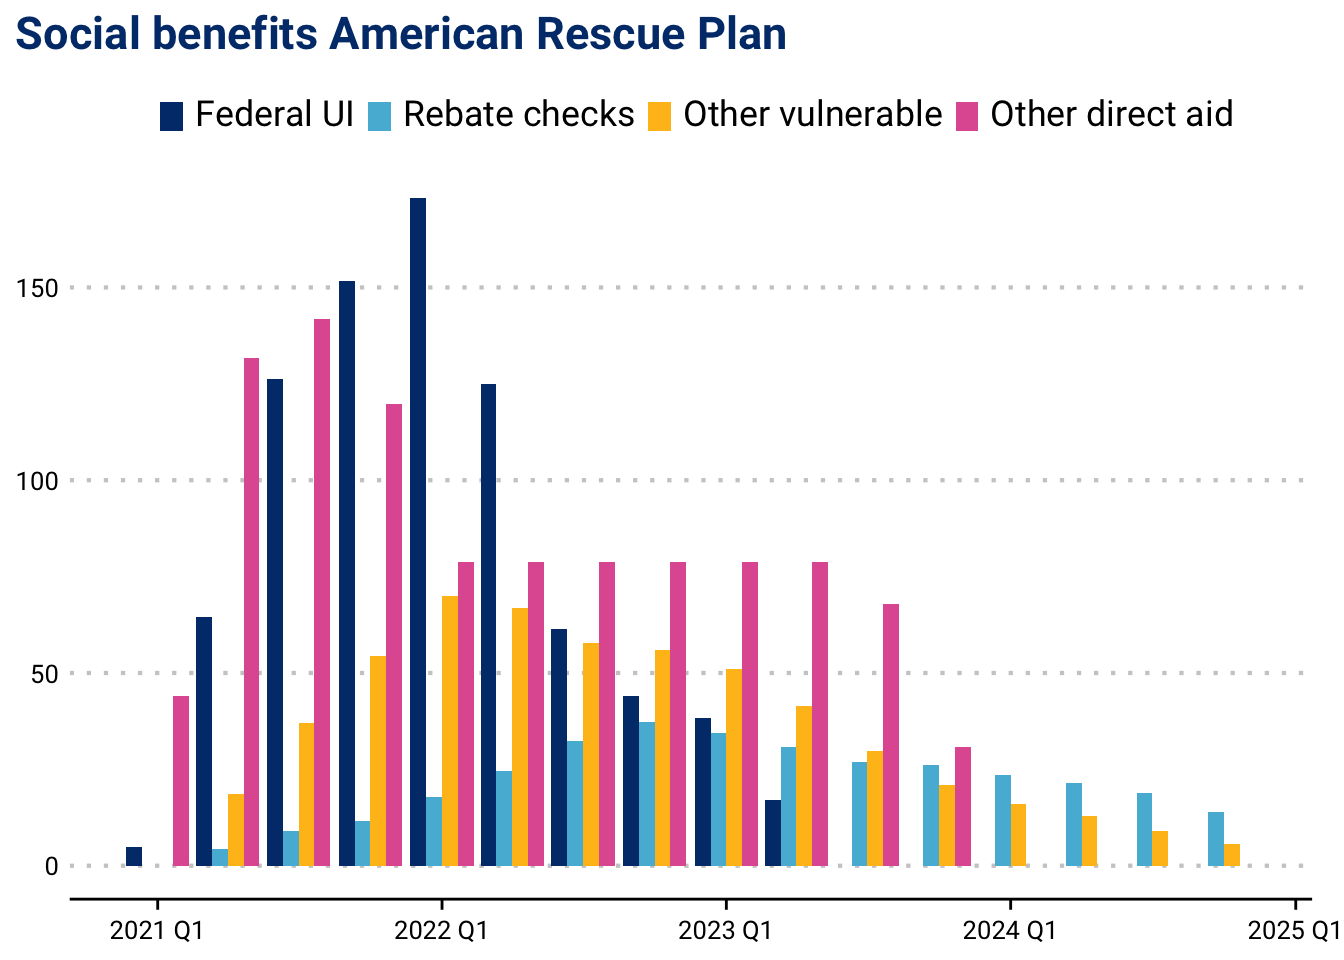 Social benefits American Rescue Plan
Federal UI Rebate checks Other vulnerable Other direct aid
150
100
50
0
2021 Q1 2022 Q1 2023 Q1 2024 Q1 2025 Q1